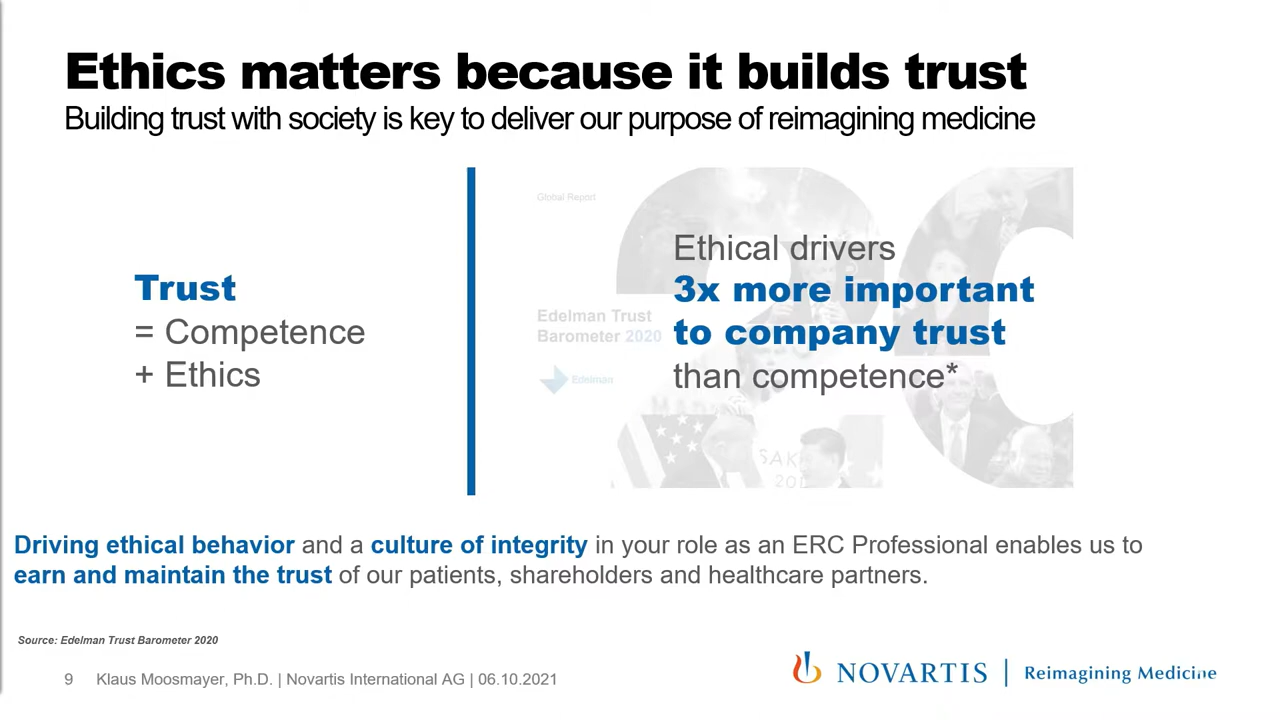 Ethics matters because it builds trust
Building trust with society is key to deliver our purpose of reimagining medicine
Global Report
Trust
= Competence
+ Ethics
Edelman Trust
Barometer 2020
Edelman
Ethical drivers
3x more important
to company trust
than competence*
SAK
20
Driving ethical behavior and a culture of integrity in your role as an ERC Professional enables us to
earn and maintain the trust of our patients, shareholders and healthcare partners.
Source: Edelman Trust Barometer 2020
9 Klaus Moosmayer, Ph.D. | Novartis International AG | 06.10.2021
NOVARTIS | Reimagining Medicine